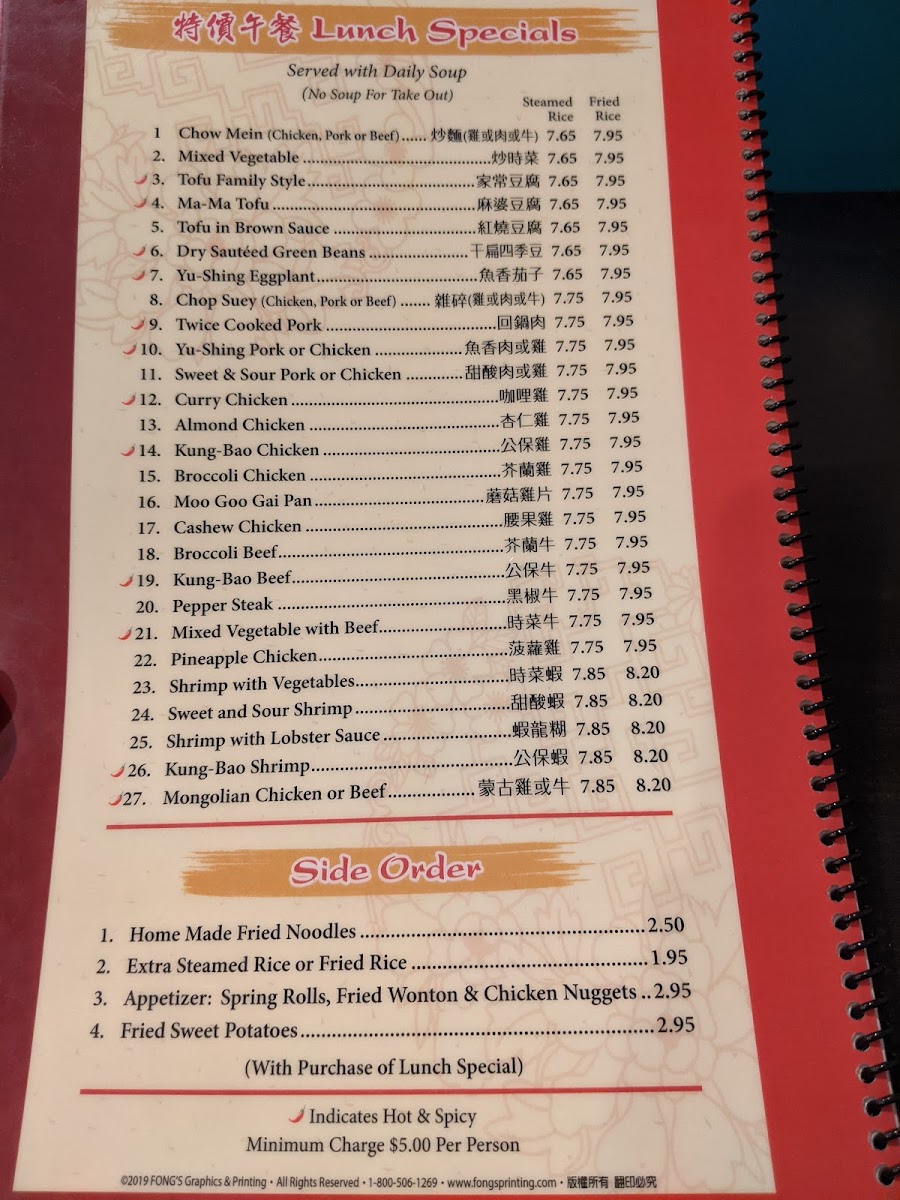 特價午餐 Lunch Specials
Served with Daily Soup
(No Soup For Take Out)
Steamed Rice Fried Rice
1 Chow Mein (Chicken, Pork or Beef)...... 炒麵(雞或肉或牛) 7.65 7.95
2. Mixed Vegetable ........ 炒時菜 7.65 7.95
3. Tofu Family Style........ 家常豆腐 7.65 7.95
4. Ma-Ma Tofu ........ 麻婆豆腐 7.65 7.95
5. Tofu in Brown Sauce ........ 紅燒豆腐 7.65 7.95
6. Dry Sautéed Green Beans ........ 干扁四季豆 7.65 7.95
7. Yu-Shing Eggplant........ 魚香茄子 7.65 7.95
8. Chop Suey (Chicken, Pork or Beef) ....... 雜碎(雞或肉或牛) 7.75 7.95
9. Twice Cooked Pork ........ 回鍋肉 7.75 7.95
10. Yu-Shing Pork or Chicken ........ 魚香肉或雞 7.75 7.95
11. Sweet & Sour Pork or Chicken ........ 甜酸肉或雞 7.75 7.95
12. Curry Chicken ........ 咖哩雞 7.75 7.95
13. Almond Chicken ........ 杏仁雞 7.75 7.95
14. Kung-Bao Chicken ........ 公保雞 7.75 7.95
15. Broccoli Chicken ........ 芥蘭雞 7.75 7.95
16. Moo Goo Gai Pan ........ 蘑菇雞片 7.75 7.95
17. Cashew Chicken ........ 腰果雞 7.75 7.95
18. Broccoli Beef........ 芥蘭牛 7.75 7.95
19. Kung-Bao Beef........ 公保牛 7.75 7.95
20. Pepper Steak ........ 黑椒牛 7.75 7.95
21. Mixed Vegetable with Beef........ 時菜牛 7.75 7.95
22. Pineapple Chicken........ 菠蘿雞 7.75 7.95
23. Shrimp with Vegetables........ 時菜蝦 7.85 8.20
24. Sweet and Sour Shrimp ........ 甜酸蝦 7.85 8.20
25. Shrimp with Lobster Sauce ........ 蝦龍糊 7.85 8.20
26. Kung-Bao Shrimp........ 公保蝦 7.85 8.20
27. Mongolian Chicken or Beef........ 蒙古雞或牛 7.85 8.20
Side Order
1. Home Made Fried Noodles ........ 2.50
2. Extra Steamed Rice or Fried Rice ........ 1.95
3. Appetizer: Spring Rolls, Fried Wonton & Chicken Nuggets .. 2.95
4. Fried Sweet Potatoes........ 2.95
(With Purchase of Lunch Special)
Indicates Hot & Spicy
Minimum Charge $5.00 Per Person
©2019 FONG'S Graphics & Printing • All Rights Reserved • 1-800-506-1269 • www.fongsprinting.com • 版權所有 翻印必究